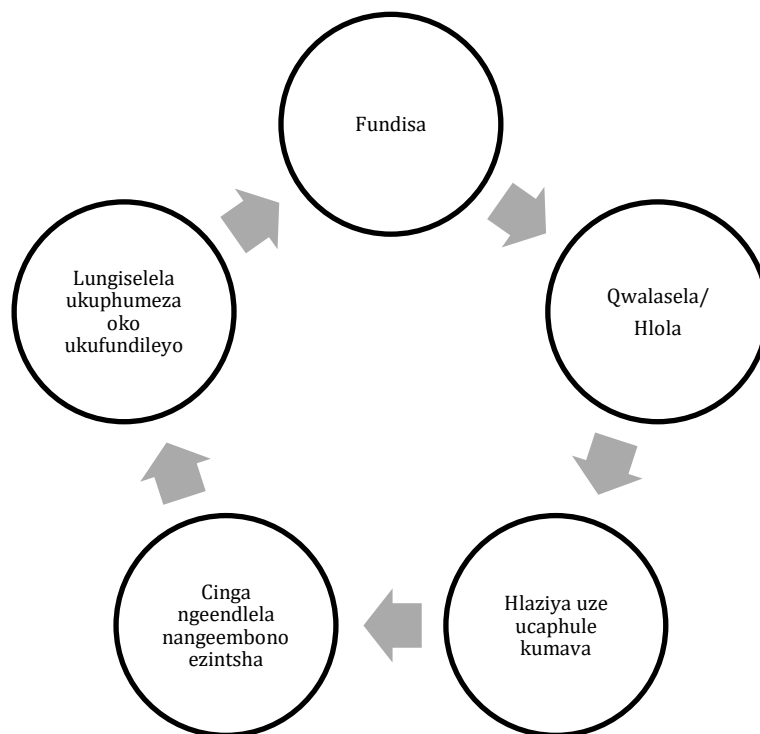 Fundisa
Qwalasela/
Hlola
Hlaziya uze
ucaphule
kumava
Cinga
ngeendlela
nangeembono
ezintsha
Lungiselela
ukuphumeza
oko
ukufundileyo